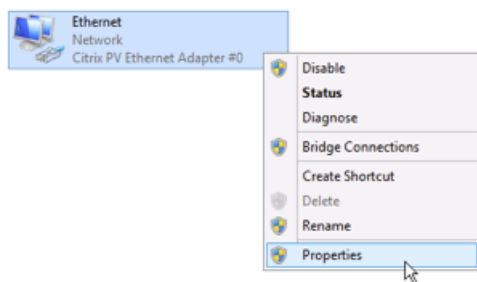 Ethernet
Network
Citrix PV Ethernet Adapter #0
Disable
Status
Diagnose
Bridge Connections
Create Shortcut
Delete
Rename
Properties